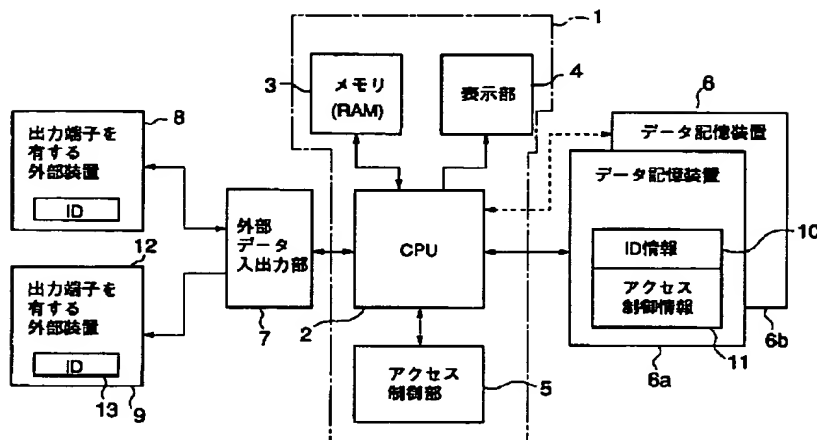 1
3
メモリ
(RAM)
4
表示部
6
データ記憶装置
8
出力端子を
有する
外部装置
ID
データ記憶装置
外部
データ
入出力部
7
CPU
2
10
ID情報
アクセス
制御情報
11
6a
6b
12
出力端子を
有する
外部装置
ID
13
9
アクセス
制御部
5